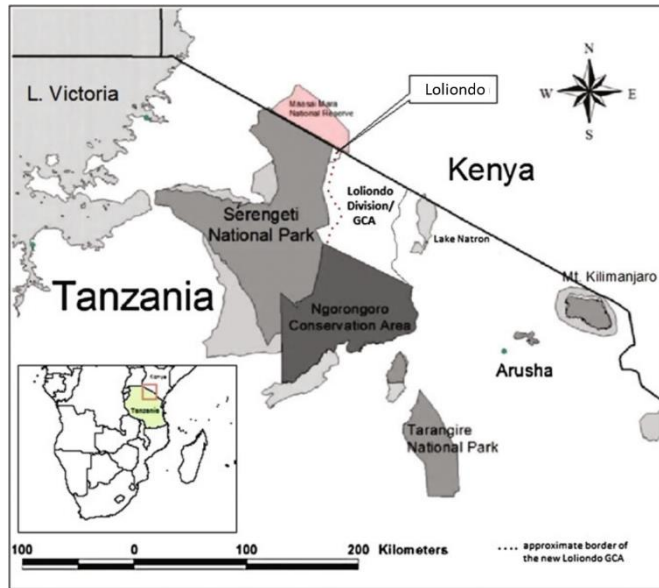 N
W
E
S
L. Victoria
Maasai Mara
National Reserve
Loliondo
Kenya
Loliondo
Division/
GCA
Serengeti
National Park
Lake Natron
Mt. Kilimanjaro
Tanzania
Ngorongoro
Conservation Area
Arusha
Kenya
Tanzania
Tarangire
National Park
100
0
100
200
Kilometers
approximate border of
the new Loliondo GCA